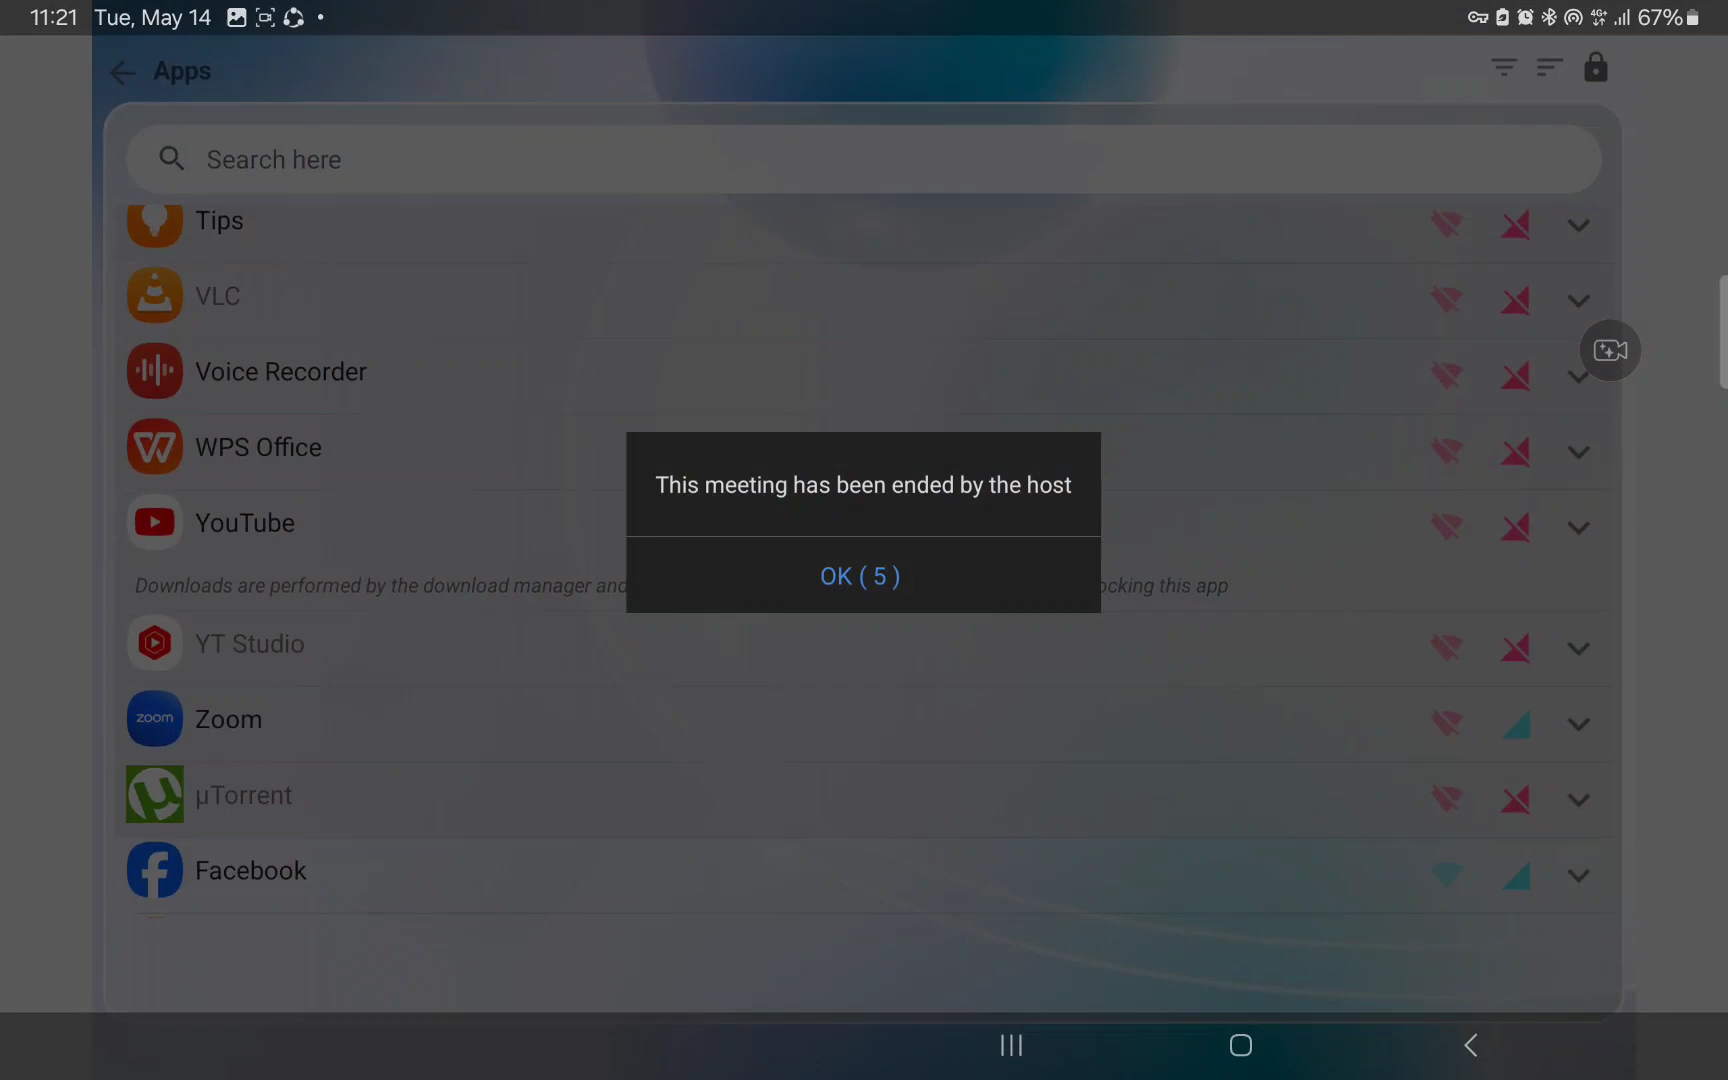 11:21 Tue, May 14 67%
4G+
Apps
Search here
Tips
VLC
Voice Recorder
WPS Office
YouTube
Downloads are performed by the download manager and ocking this app
YT Studio
zoom Zoom
µTorrent
Facebook
This meeting has been ended by the host
OK ( 5 )